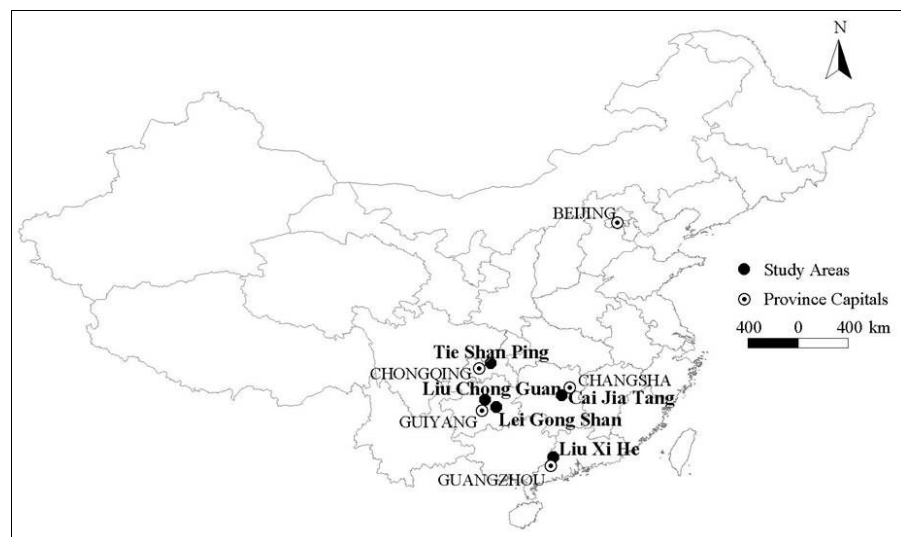 N
BEIJING
Study Areas
Province Capitals
400 0 400 km
Tie Shan Ping
CHONGQING
CHANGSHA
Liu Chong Guan
Cai Jia Tang
GUIYANG
Lei Gong Shan
Liu Xi He
GUANGZHOU